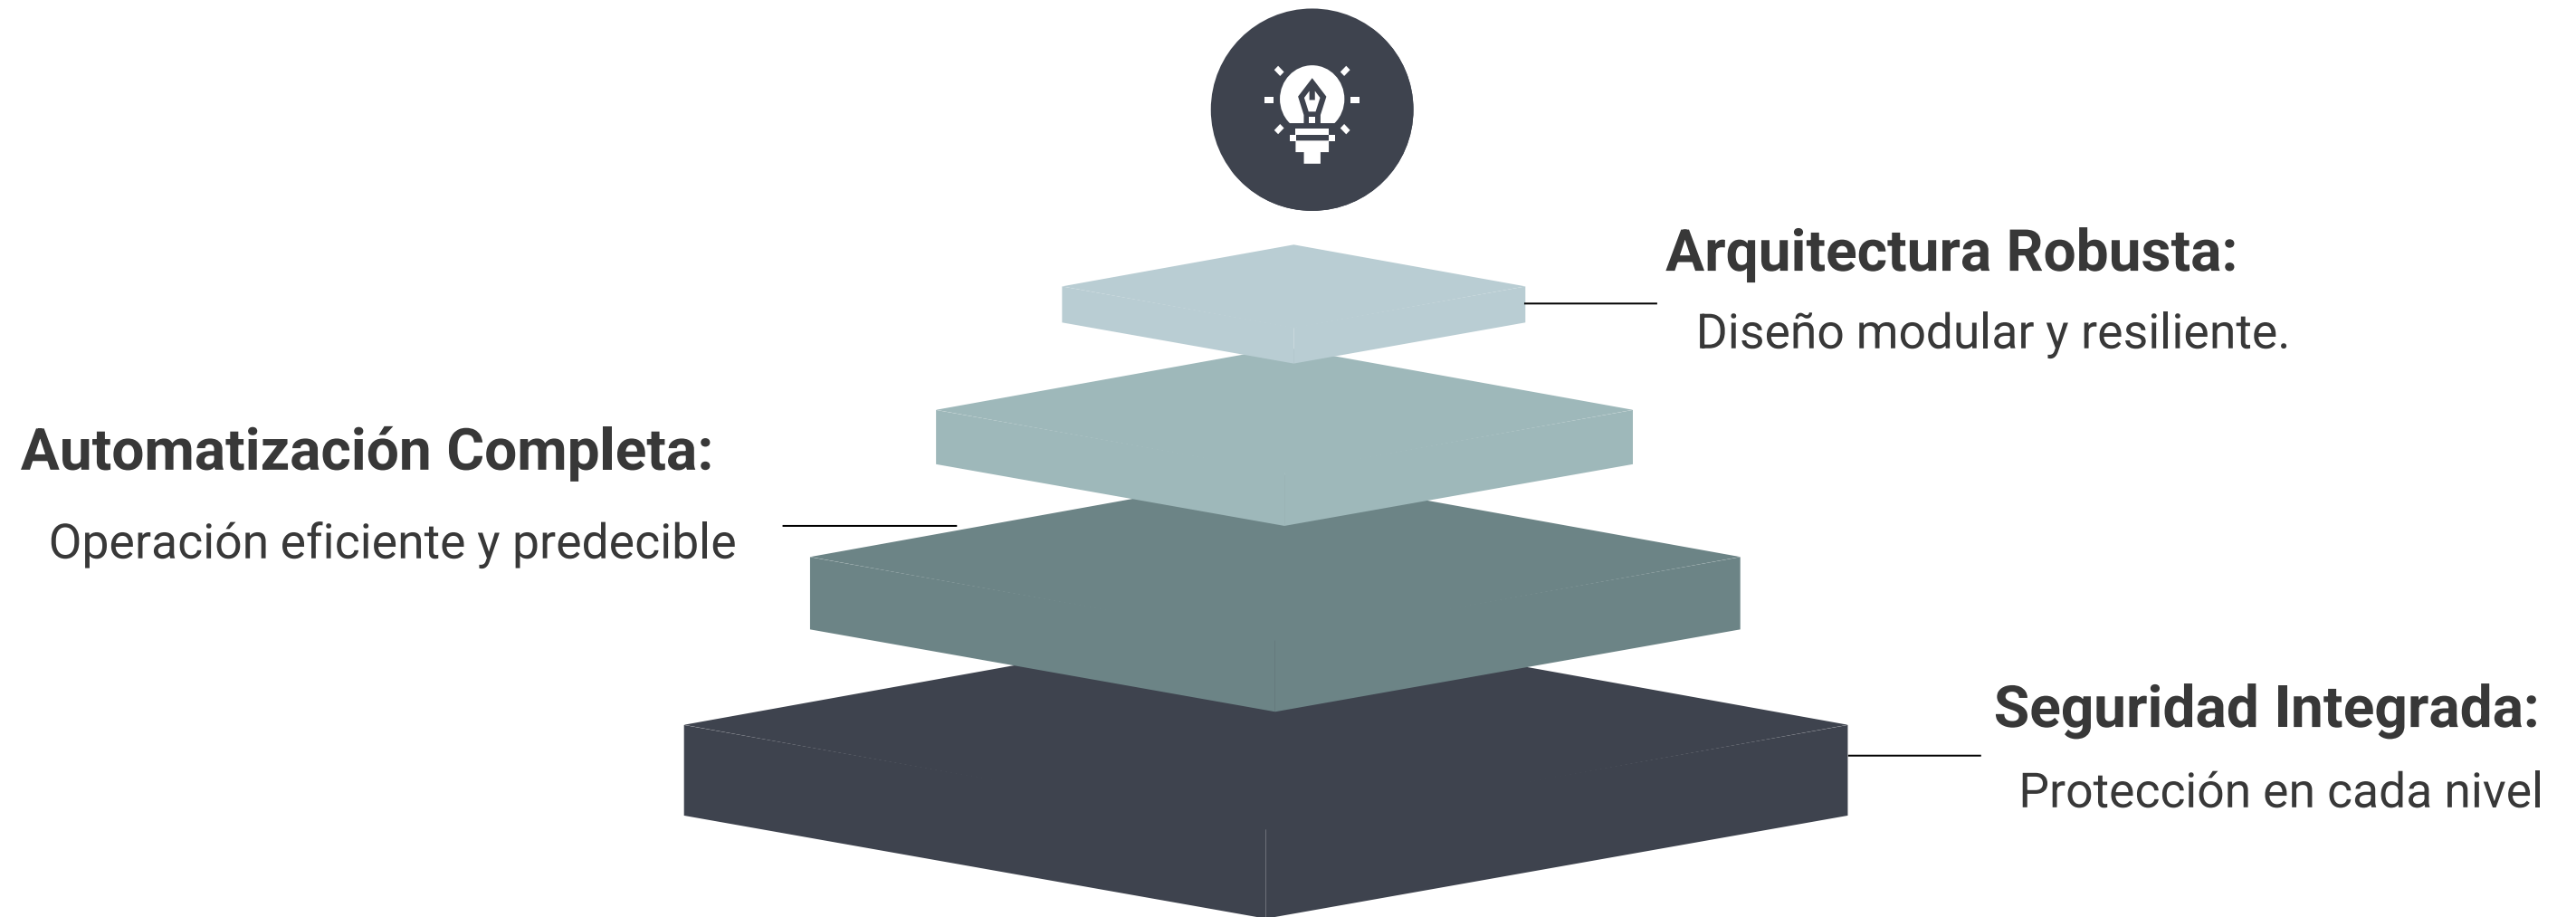 Arquitectura Robusta:
Diseño modular y resiliente.
Automatización Completa:
Operación eficiente y predecible
Seguridad Integrada:
Protección en cada nivel